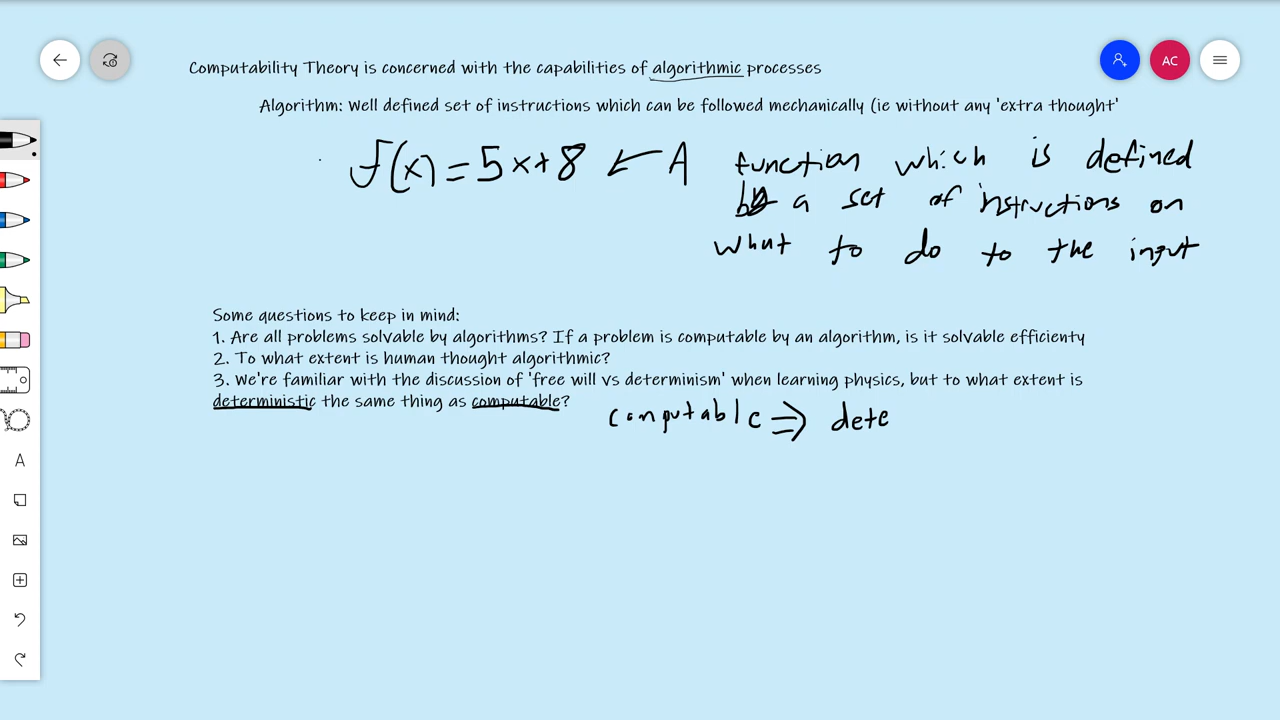 Computability Theory is concerned with the capabilities of algorithmic processes
AC
Algorithm: Well defined set of instructions which can be followed mechanically (ie without any 'extra thought'
f(x) = 5x+8 ← A function which is defined
by a set of instructions on
what to do to the input
Some questions to keep in mind:
1. Are all problems solvable by algorithms? If a problem is computable by an algorithm, is it solvable efficienty
2. To what extent is human thought algorithmic?
3. We're familiar with the discussion of 'free will vs determinism' when learning physics, but to what extent is
deterministic the same thing as computable?
computable ⇒ dete
A